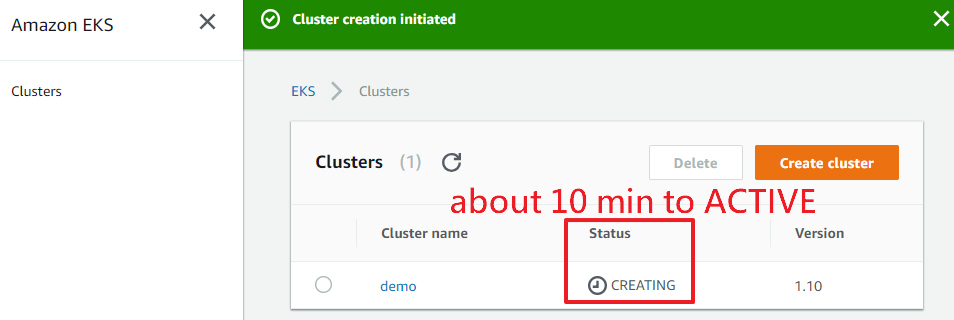 Amazon EKS
Cluster creation initiated
Clusters
EKS Clusters
Clusters (1) Delete Create cluster
about 10 min to ACTIVE
Cluster name Status Version
demo CREATING 1.10